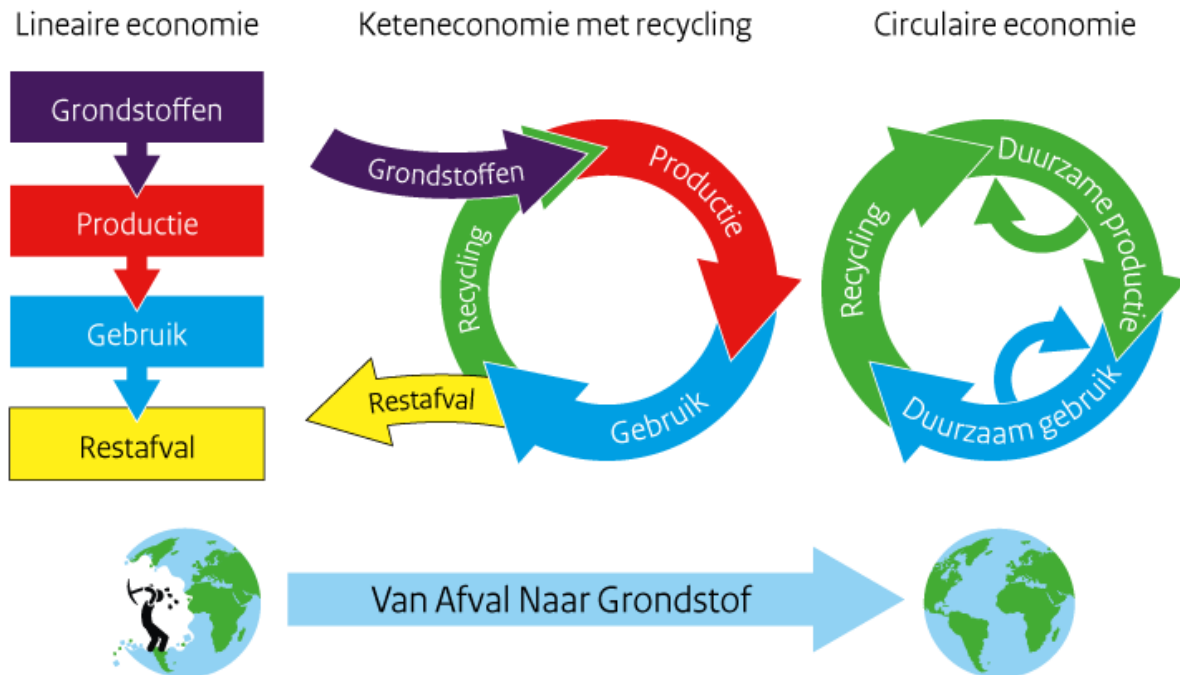 Lineaire economie
Grondstoffen
Productie
Gebruik
Restafval
Keteneconomie met recycling
Grondstoffen
Productie
Recycling
Restafval
Gebruik
Circulaire economie
Duurzame productie
Recycling
Duurzaam gebruik
Van Afval Naar Grondstof